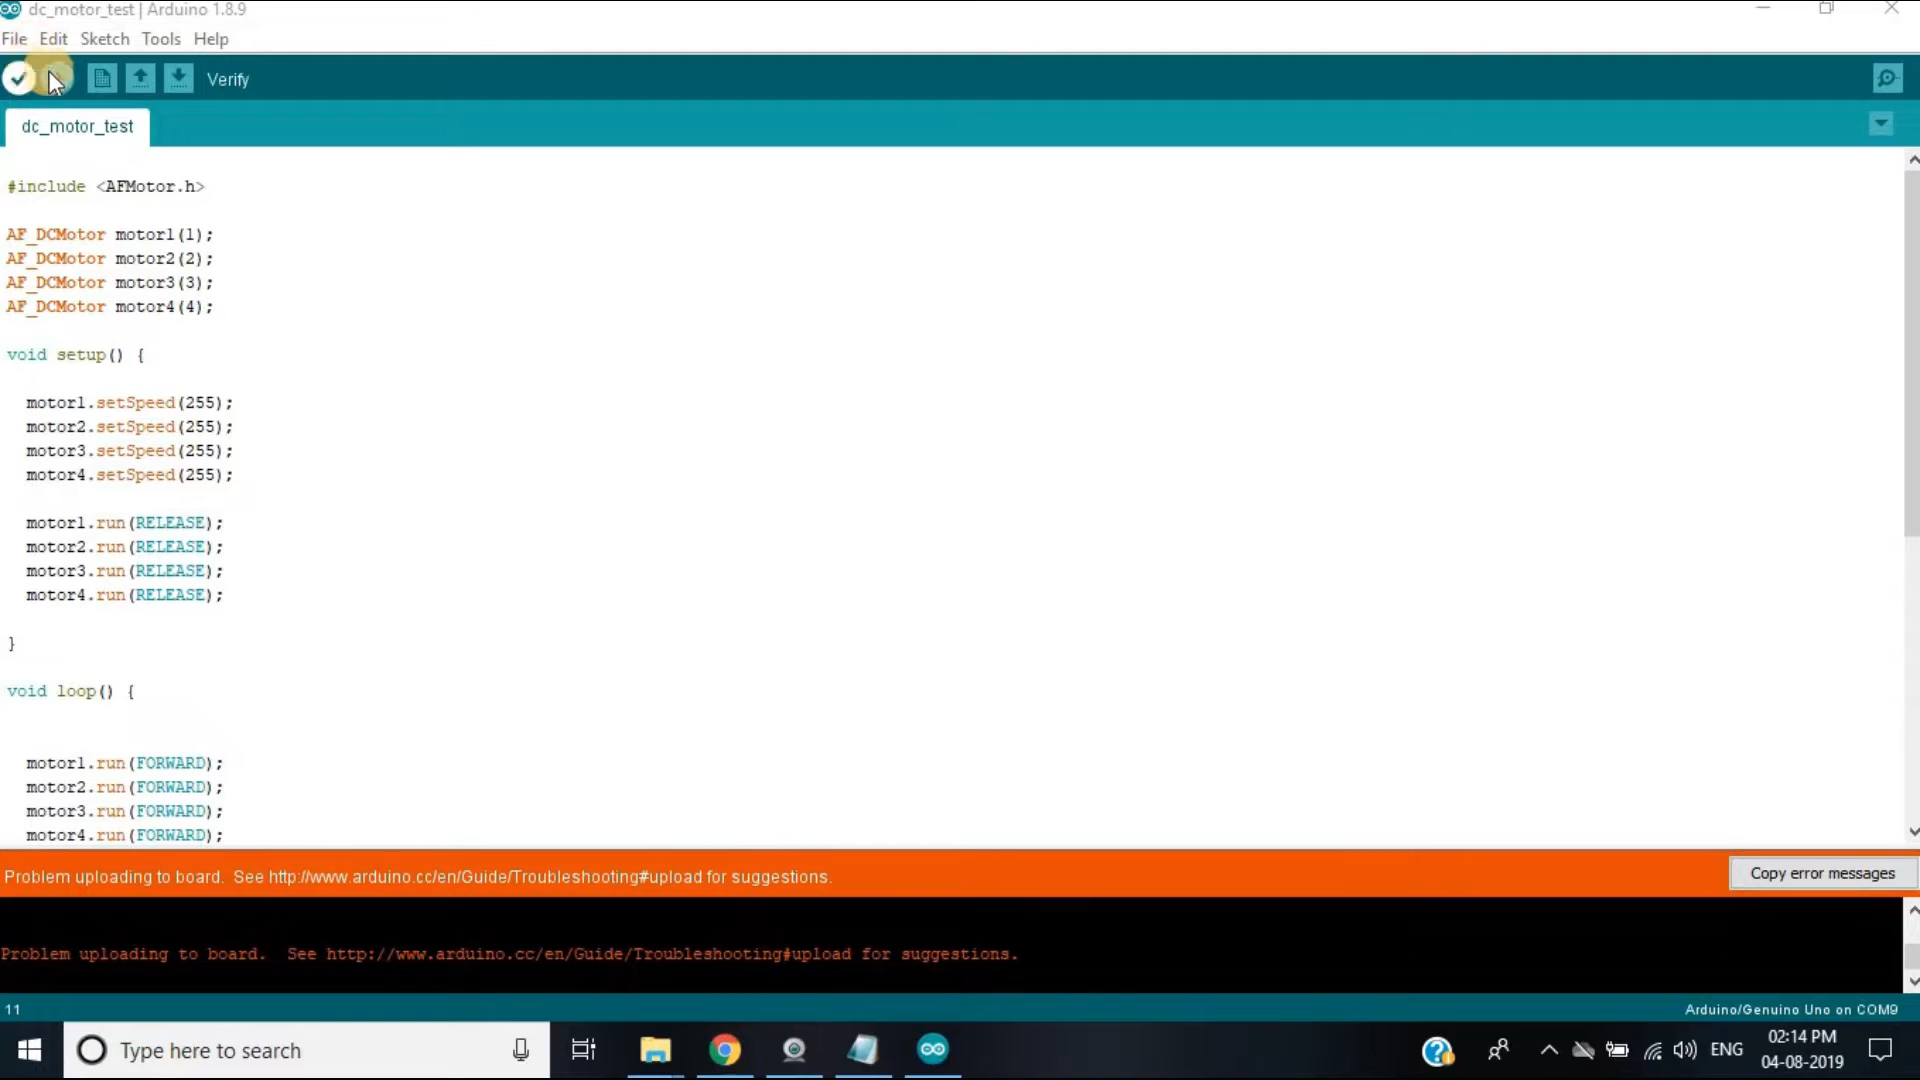 dc_motor_test | Arduino 1.8.9
File Edit Sketch Tools Help
Verify
dc_motor_test
#include <AFMotor.h>
AF_DCMotor motor1(1);
AF_DCMotor motor2(2);
AF_DCMotor motor3(3);
AF_DCMotor motor4(4);
void setup() {
motor1.setSpeed(255);
motor2.setSpeed(255);
motor3.setSpeed(255);
motor4.setSpeed(255);
motor1.run(RELEASE);
motor2.run(RELEASE);
motor3.run(RELEASE);
motor4.run(RELEASE);
}
void loop() {
motor1.run(FORWARD);
motor2.run(FORWARD);
motor3.run(FORWARD);
motor4.run(FORWARD);
Problem uploading to board. See http://www.arduino.cc/en/Guide/Troubleshooting#upload for suggestions.
Copy error messages
Problem uploading to board. See http://www.arduino.cc/en/Guide/Troubleshooting#upload for suggestions.
11
Arduino/Genuino Uno on COM9
Type here to search
ENG
02:14 PM
04-08-2019